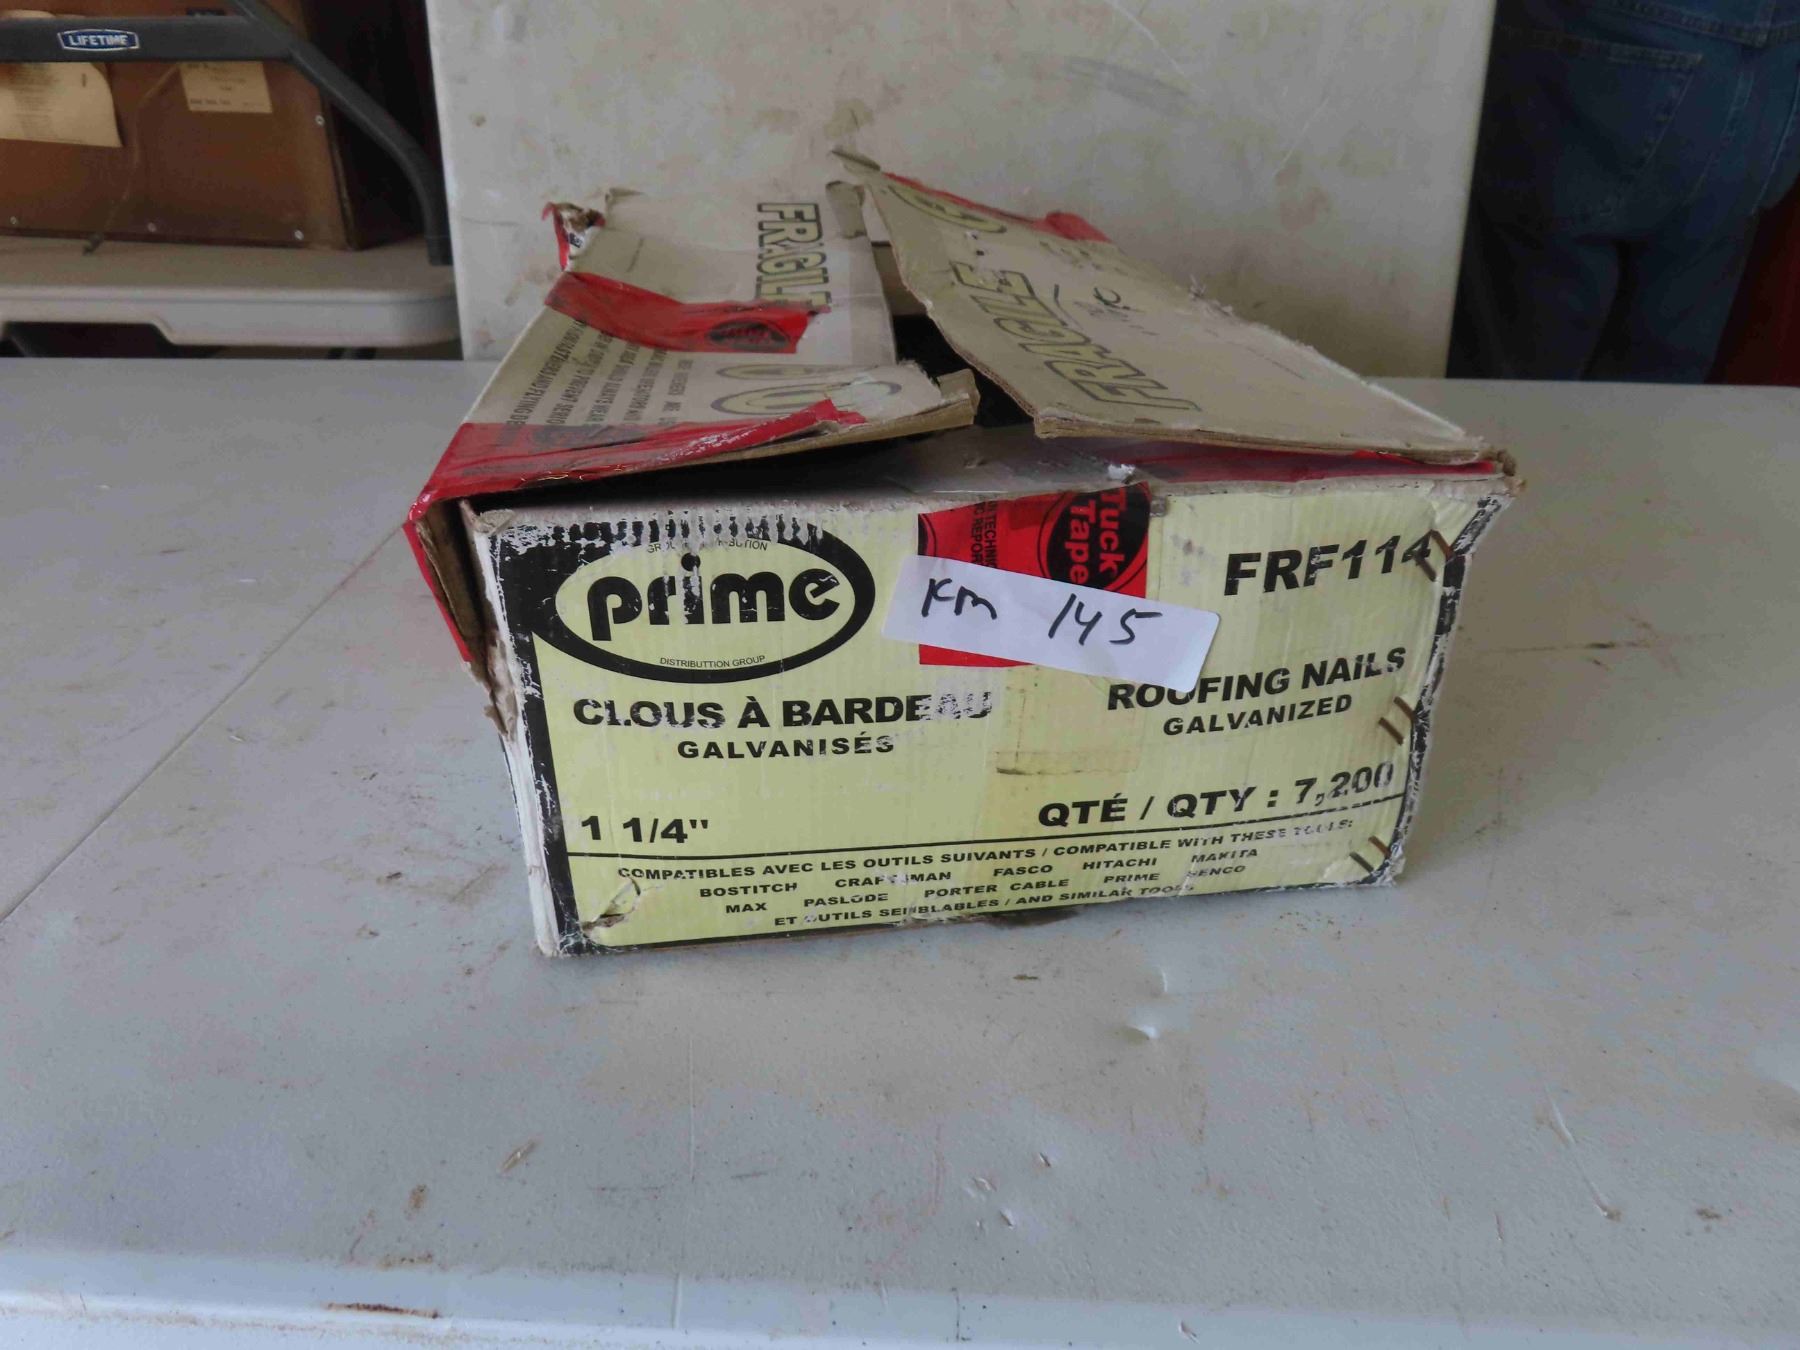 LIFETIME
FRAGILE
FRAGILE
Tuck
Tape
prime
DISTRIBUTTION GROUP
KM 145
FRF114
CLOUS À BARDEAU
GALVANISÉS
ROOFING NAILS
GALVANIZED
1 1/4"
QTÉ / QTY : 7,200
COMPATIBLES AVEC LES OUTILS SUIVANTS / COMPATIBLE WITH THESE TOOLS:
BOSTITCH CRAFTSMAN FASCO HITACHI MAKITA
MAX PASLODE PORTER CABLE PRIME SENCO
ET OUTILS SEMBLABLES / AND SIMILAR TOOLS